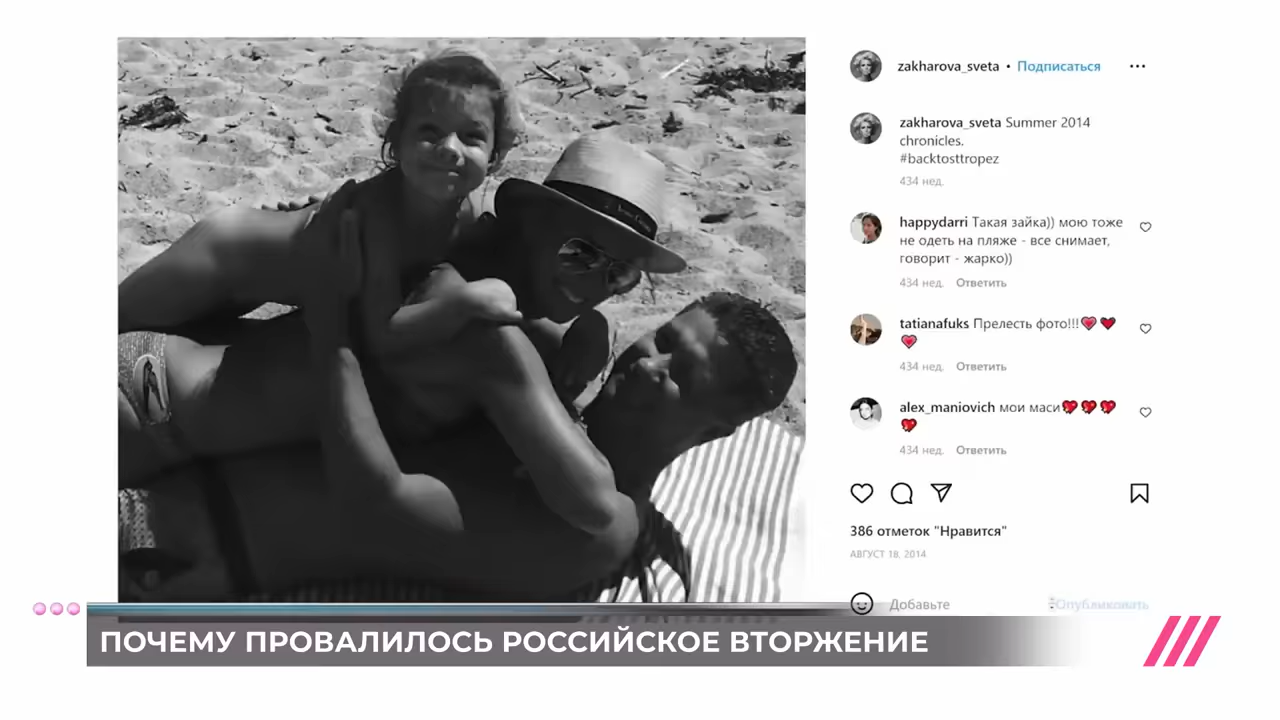 zakharova_sveta • Подписаться
zakharova_sveta Summer 2014
chronicles.
#backtosttropez
434 нед.
happydarri Такая зайка)) мою тоже
не одеть на пляже - все снимает,
говорит - жарко))
434 нед. Ответить
tatianafuks Прелесть фото!!!💗❤️
💗
434 нед. Ответить
alex_maniovich мои маси💖💖💖
💖
434 нед. Ответить
386 отметок "Нравится"
АВГУСТ 18, 2014
Добавьте
Опубликовать
ПОЧЕМУ ПРОВАЛИЛОСЬ РОССИЙСКОЕ ВТОРЖЕНИЕ